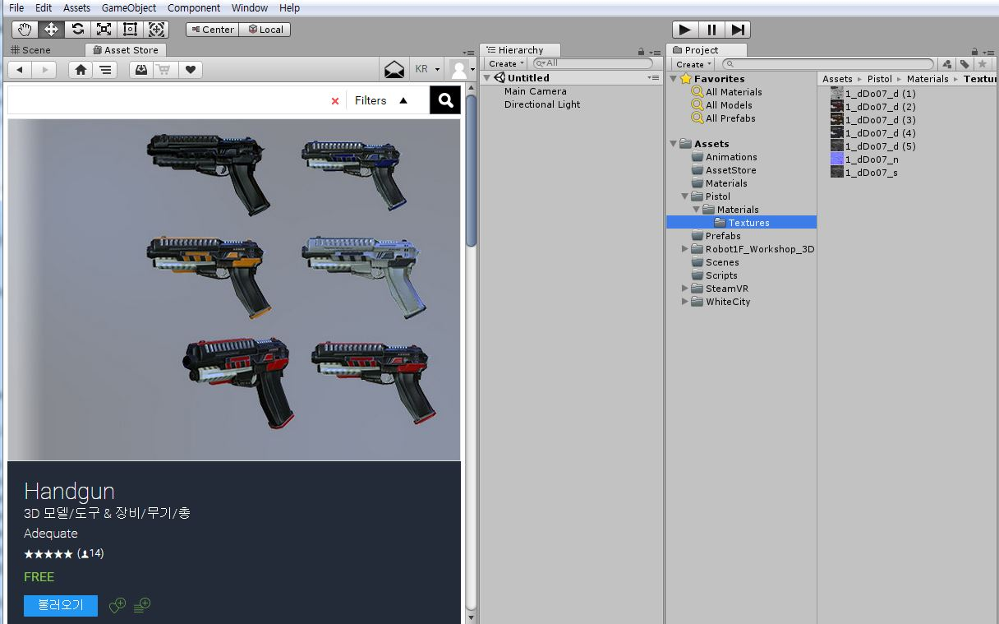 File Edit Assets GameObject Component Window Help
Center Local
Scene Asset Store
KR
Filters
Handgun
3D 모델/도구 & 장비/무기/총
Adequate
★★★★★ (14)
FREE
불러오기
Hierarchy
Create All
Untitled
Main Camera
Directional Light
Project
Create
Favorites
All Materials
All Models
All Prefabs
Assets
Animations
AssetStore
Materials
Pistol
Materials
Textures
Prefabs
Robot1F_Workshop_3D
Scenes
Scripts
SteamVR
WhiteCity
Assets Pistol Materials Textu
1_dDo07_d (1)
1_dDo07_d (2)
1_dDo07_d (3)
1_dDo07_d (4)
1_dDo07_d (5)
1_dDo07_n
1_dDo07_s